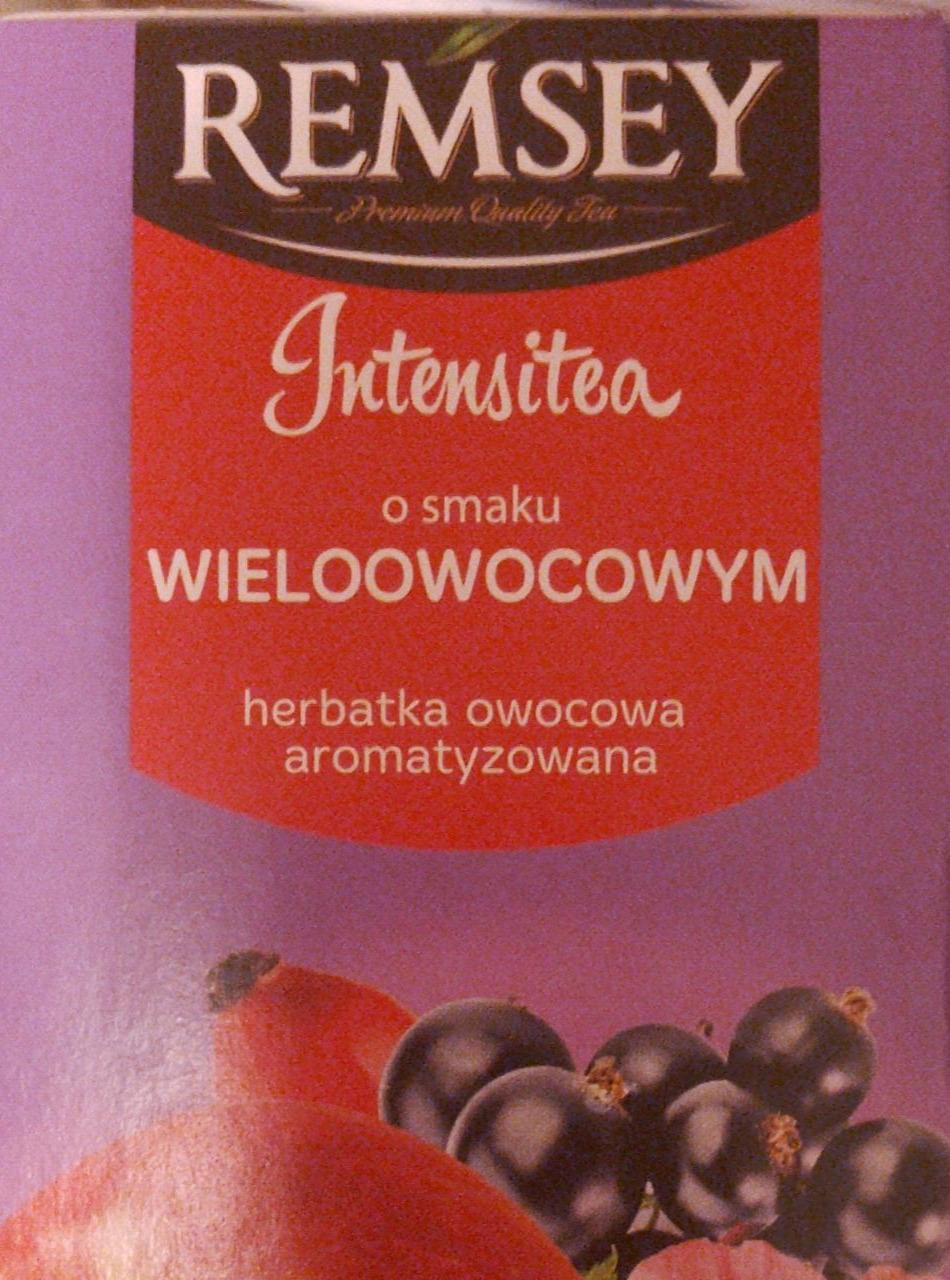 REMSEY
Premium Quality Tea
Intensitea
o smaku
WIELOOWOCOWYM
herbatka owocowa
aromatyzowana